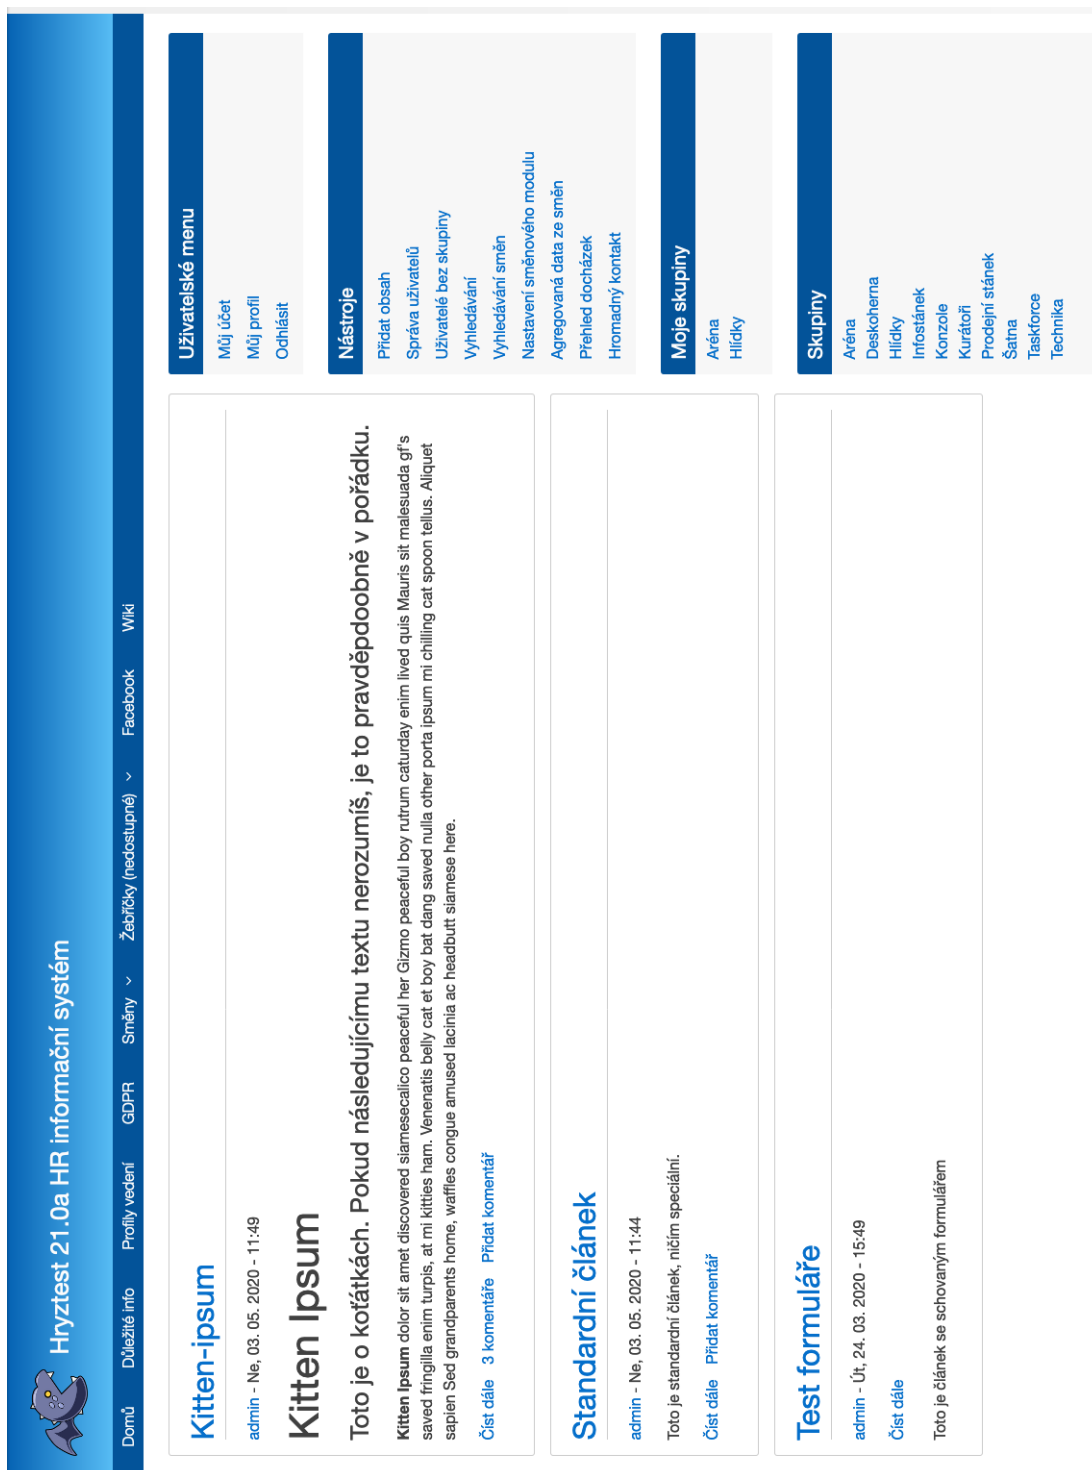 Hryztest 21.0a HR informační systém
Domů Důležité info Profily vedení GDPR Směny Žebříčky (nedostupné) Facebook Wiki
Kitten-ipsum
admin - Ne, 03. 05. 2020 - 11:49
Kitten Ipsum
Toto je o koťátkách. Pokud následujícímu textu nerozumíš, je to pravděpdoobně v pořádku.
Kitten Ipsum dolor sit amet discovered siamesecalico peaceful her Gizmo peaceful boy rutrum caturday enim lived quis Mauris sit malesuada gf's
saved fringilla enim turpis, at mi kitties ham. Venenatis belly cat et boy bat dang saved nulla other porta ipsum mi chilling cat spoon tellus. Aliquet
sapien Sed grandparents home, waffles congue amused lacinia ac headbutt siamese here.
Číst dále 3 komentáře Přidat komentář
Standardní článek
admin - Ne, 03. 05. 2020 - 11:44
Toto je standardní článek, ničím speciální.
Číst dále Přidat komentář
Test formuláře
admin - Út, 24. 03. 2020 - 15:49
Číst dále
Toto je článek se schovaným formulářem
Uživatelské menu
Můj účet
Můj profil
Odhlásit
Nástroje
Přidat obsah
Správa uživatelů
Uživatelé bez skupiny
Vyhledávání
Vyhledávání směn
Nastavení směnového modulu
Agregovaná data ze směn
Přehled docházek
Hromadný kontakt
Moje skupiny
Aréna
Hlídky
Skupiny
Aréna
Deskoherna
Hlídky
Infostánek
Konzole
Kurátoři
Prodejní stánek
Šatna
Taskforce
Technika